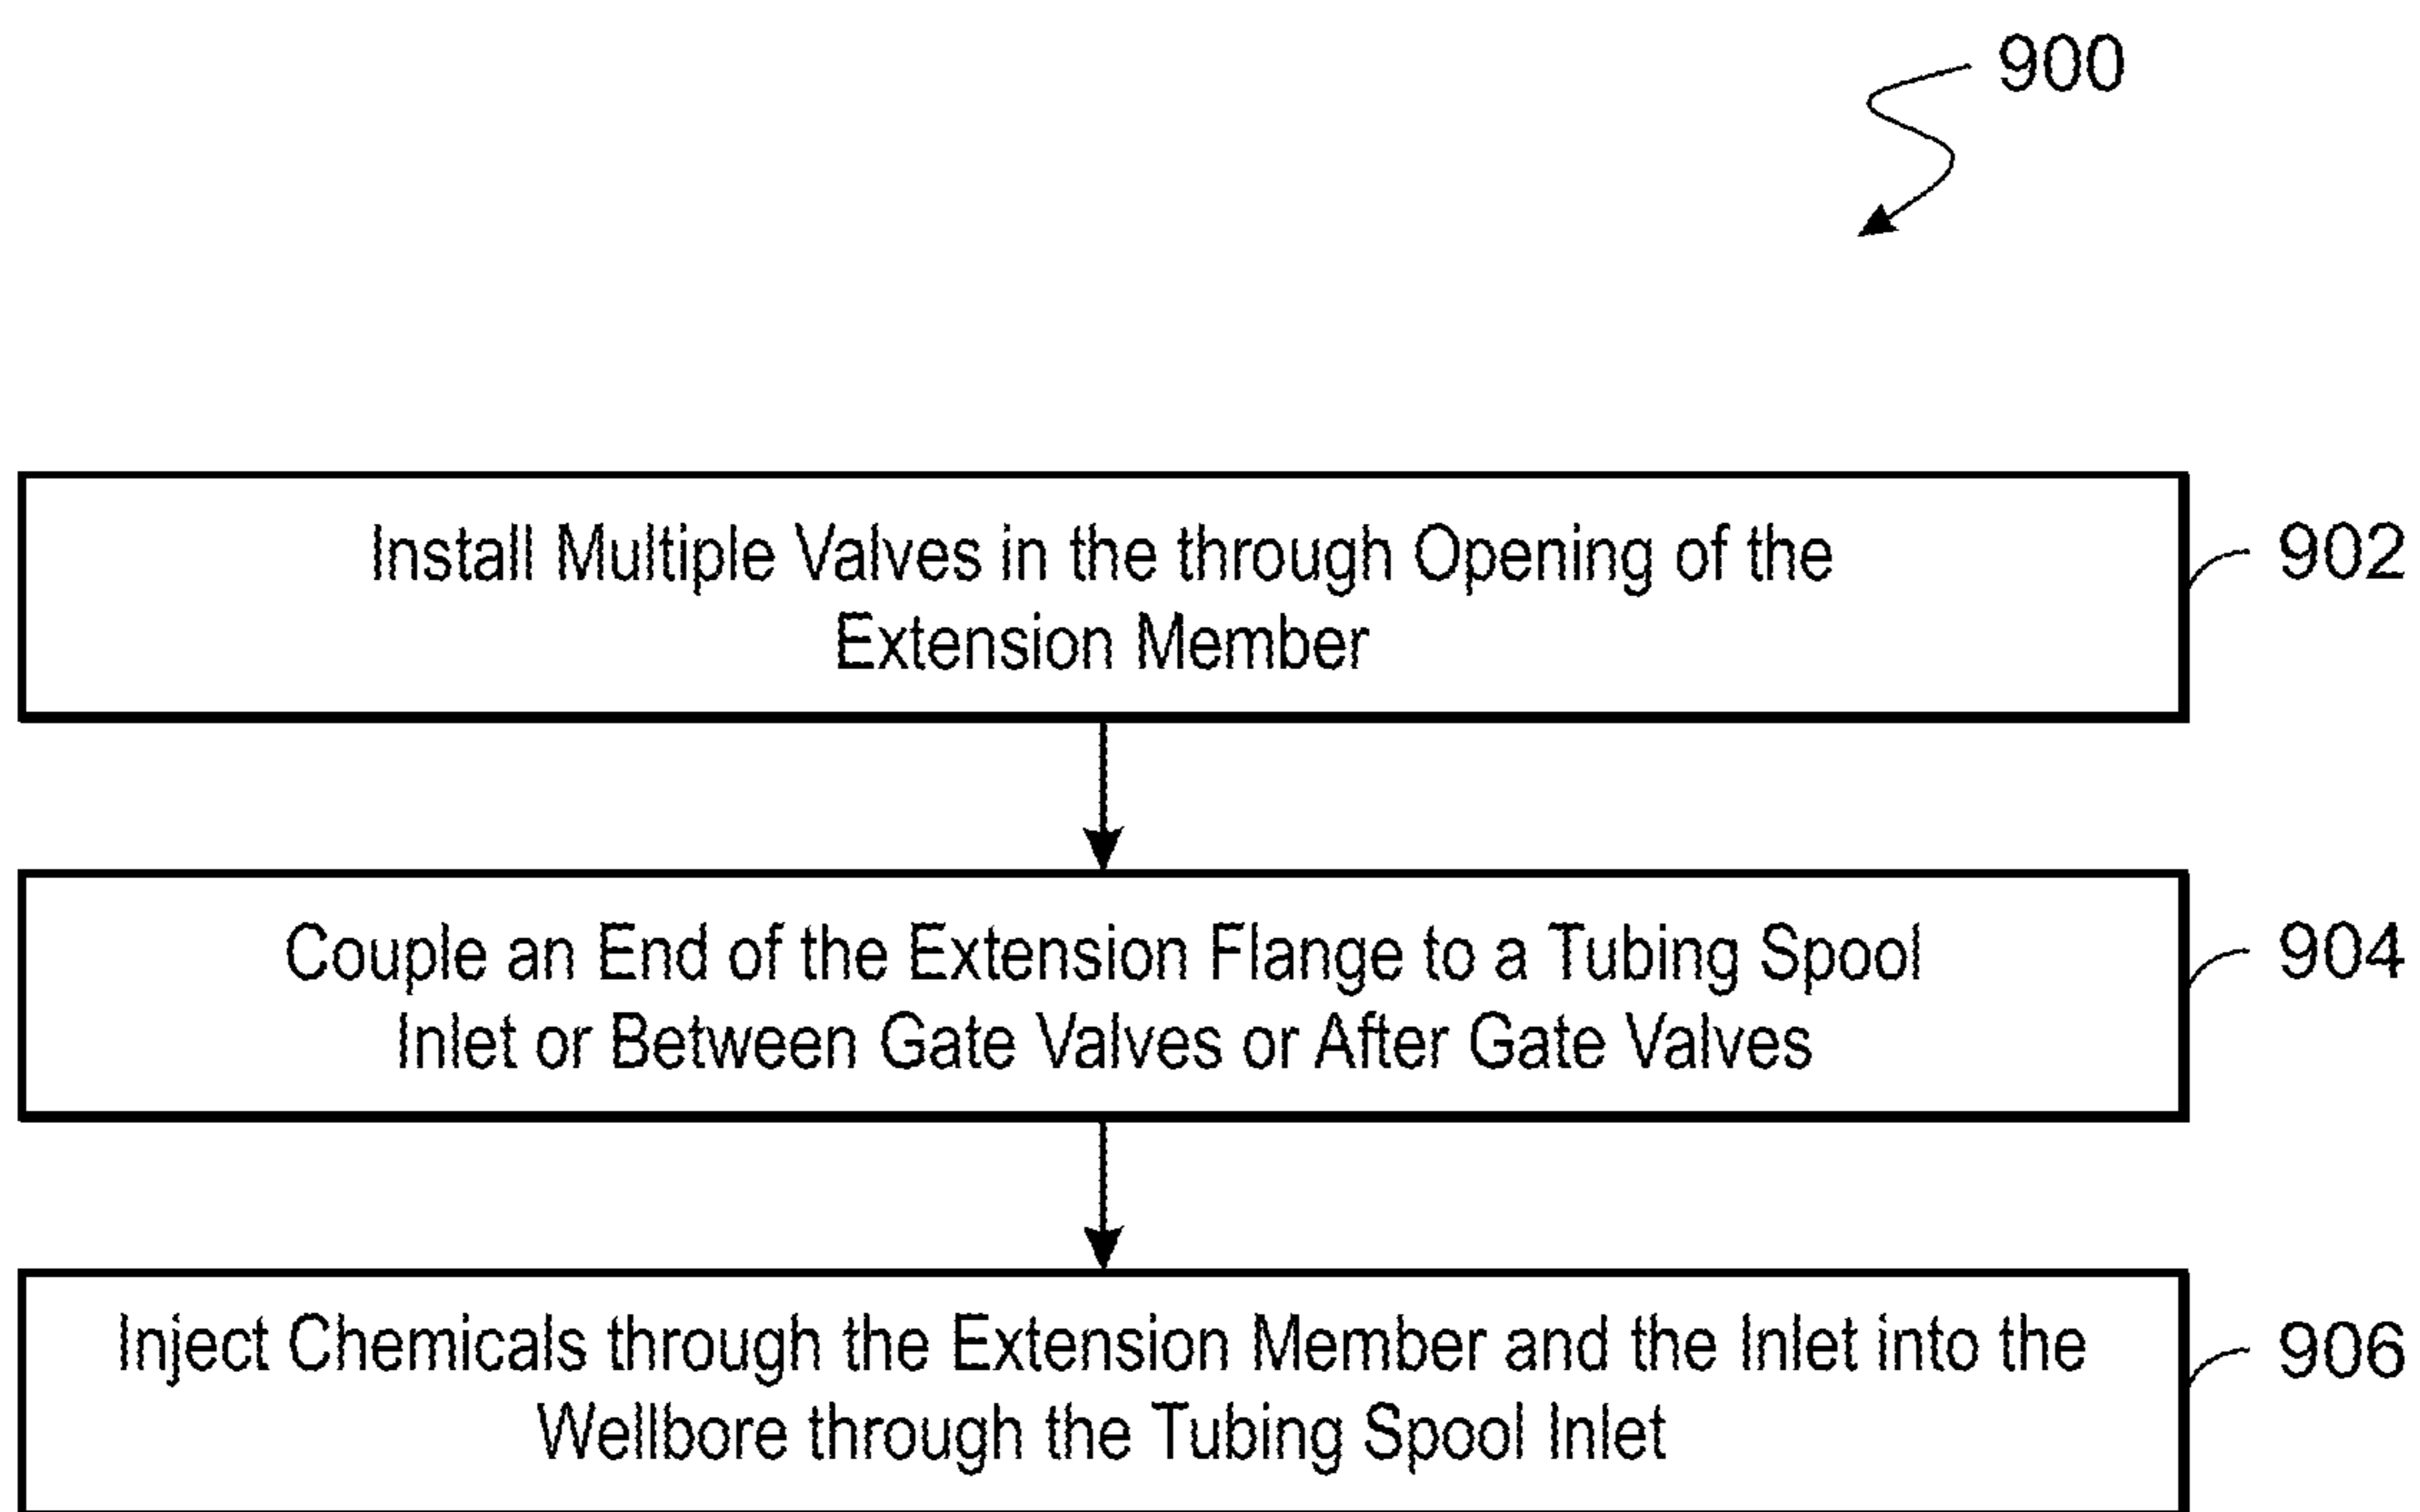 900
Install Multiple Valves in the through Opening of the
Extension Member
902
Couple an End of the Extension Flange to a Tubing Spool
Inlet or Between Gate Valves or After Gate Valves
904
Inject Chemicals through the Extension Member and the Inlet into the
Wellbore through the Tubing Spool Inlet
906